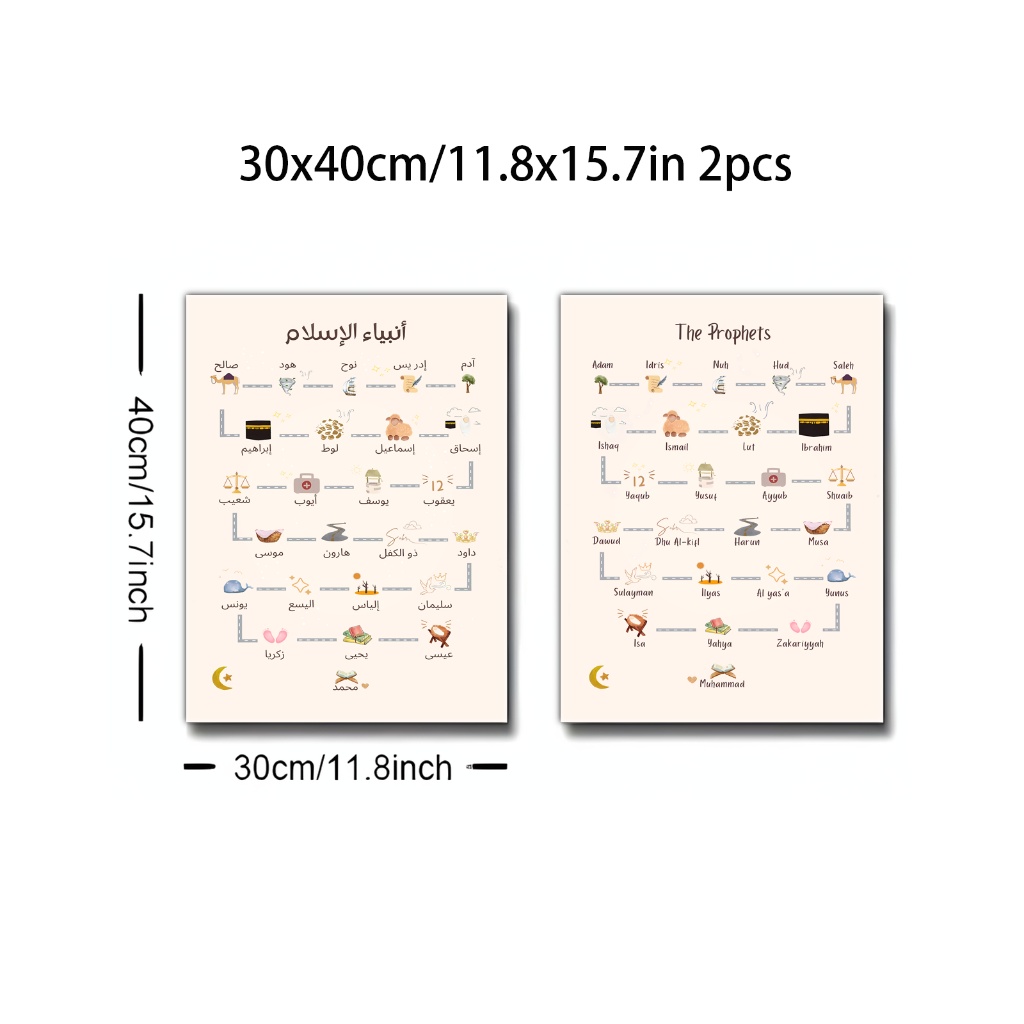 30x40cm/11.8x15.7in 2pcs
40cm/15.7inch
أنبياء الإسلام
آدم إدريس نوح هود صالح
إسحاق إسماعيل لوط إبراهيم
12
يعقوب يوسف أيوب شعيب
داود ذو الكفل هارون موسى
سليمان إلياس اليسع يونس
عيسى يحيى زكريا
محمد
30cm/11.8inch
The Prophets
Adam Idris Nuh Hud Saleh
Ishaq Ismail Lut Ibrahim
12
Yaqub Yusuf Ayyub Shuaib
Dawud Dhu Al-kifl Harun Musa
Sulayman Ilyas Al yas'a Yunus
Isa Yahya Zakariyyah
Muhammad